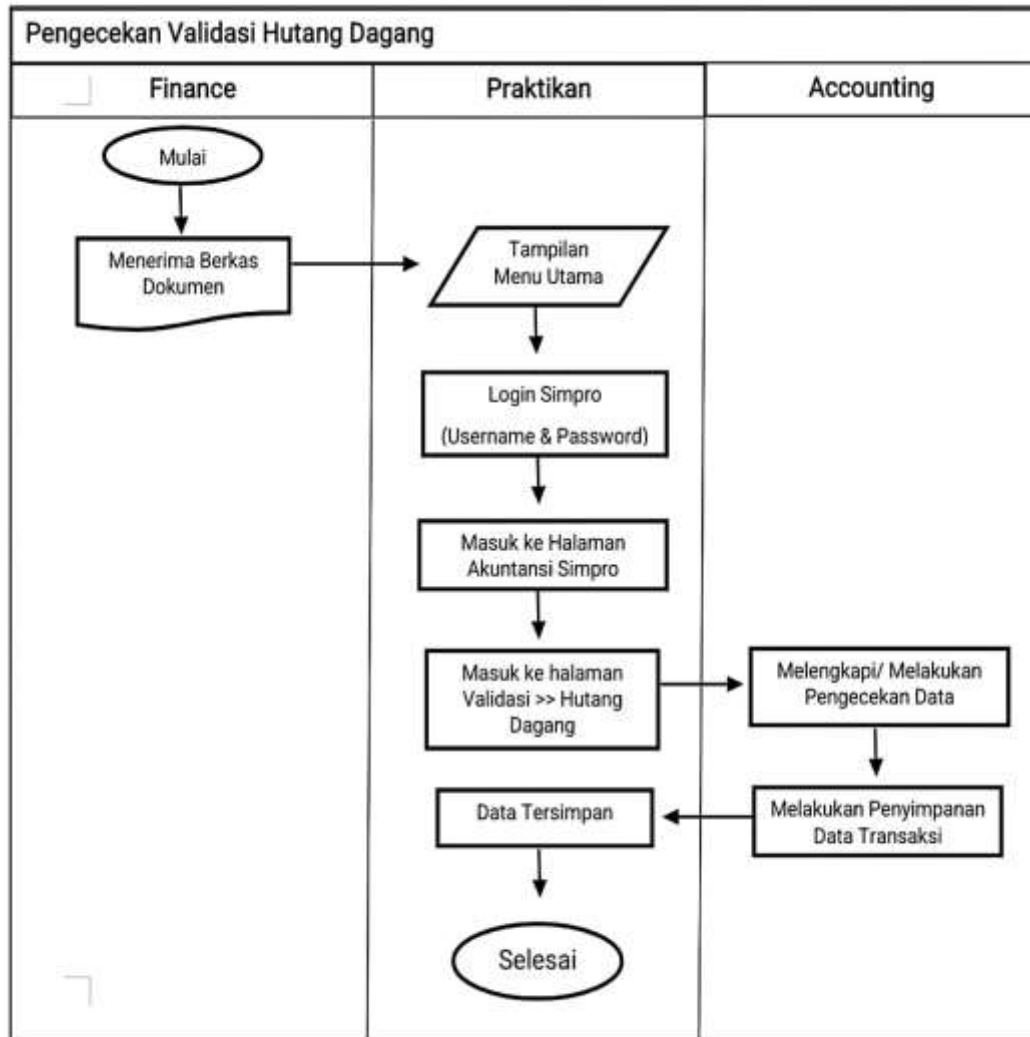 Pengecekan Validasi Hutang Dagang
Finance
Praktikan
Accounting
Mulai
Menerima Berkas
Dokumen
Tampilan
Menu Utama
Login Simpro
(Username & Password)
Masuk ke Halaman
Akuntansi Simpro
Masuk ke halaman
Validasi >> Hutang
Dagang
Melengkapi/ Melakukan
Pengecekan Data
Melakukan Penyimpanan
Data Transaksi
Data Tersimpan
Selesai